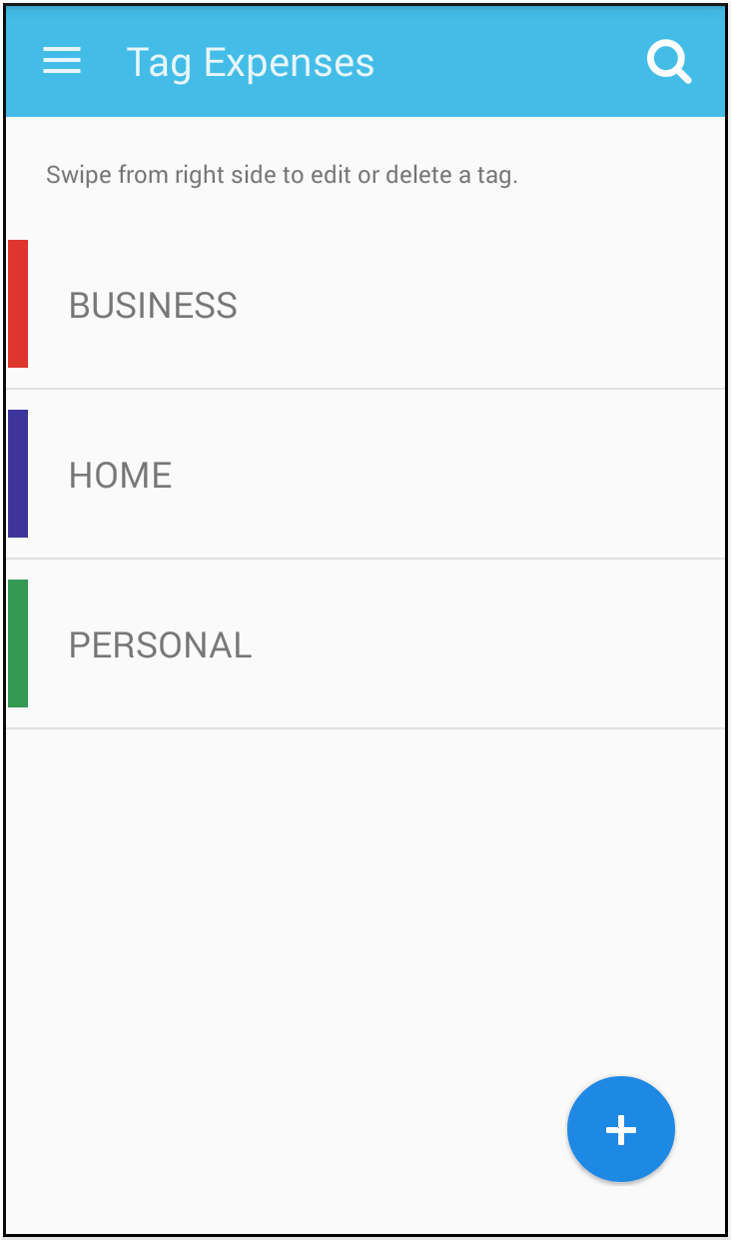 Tag Expenses
Swipe from right side to edit or delete a tag.
BUSINESS
HOME
PERSONAL